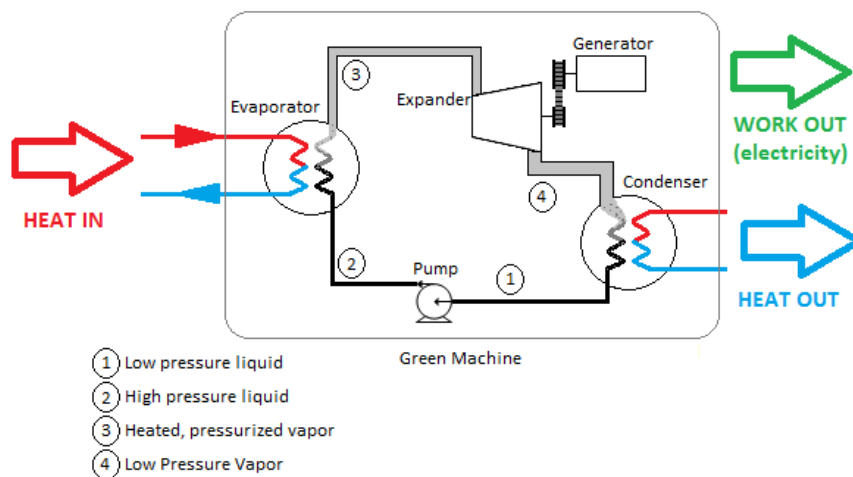 Generator
3
Expander
Evaporator
WORK OUT
(electricity)
4
Condenser
HEAT IN
2
Pump
1
HEAT OUT
Green Machine
1 Low pressure liquid
2 High pressure liquid
3 Heated, pressurized vapor
4 Low Pressure Vapor